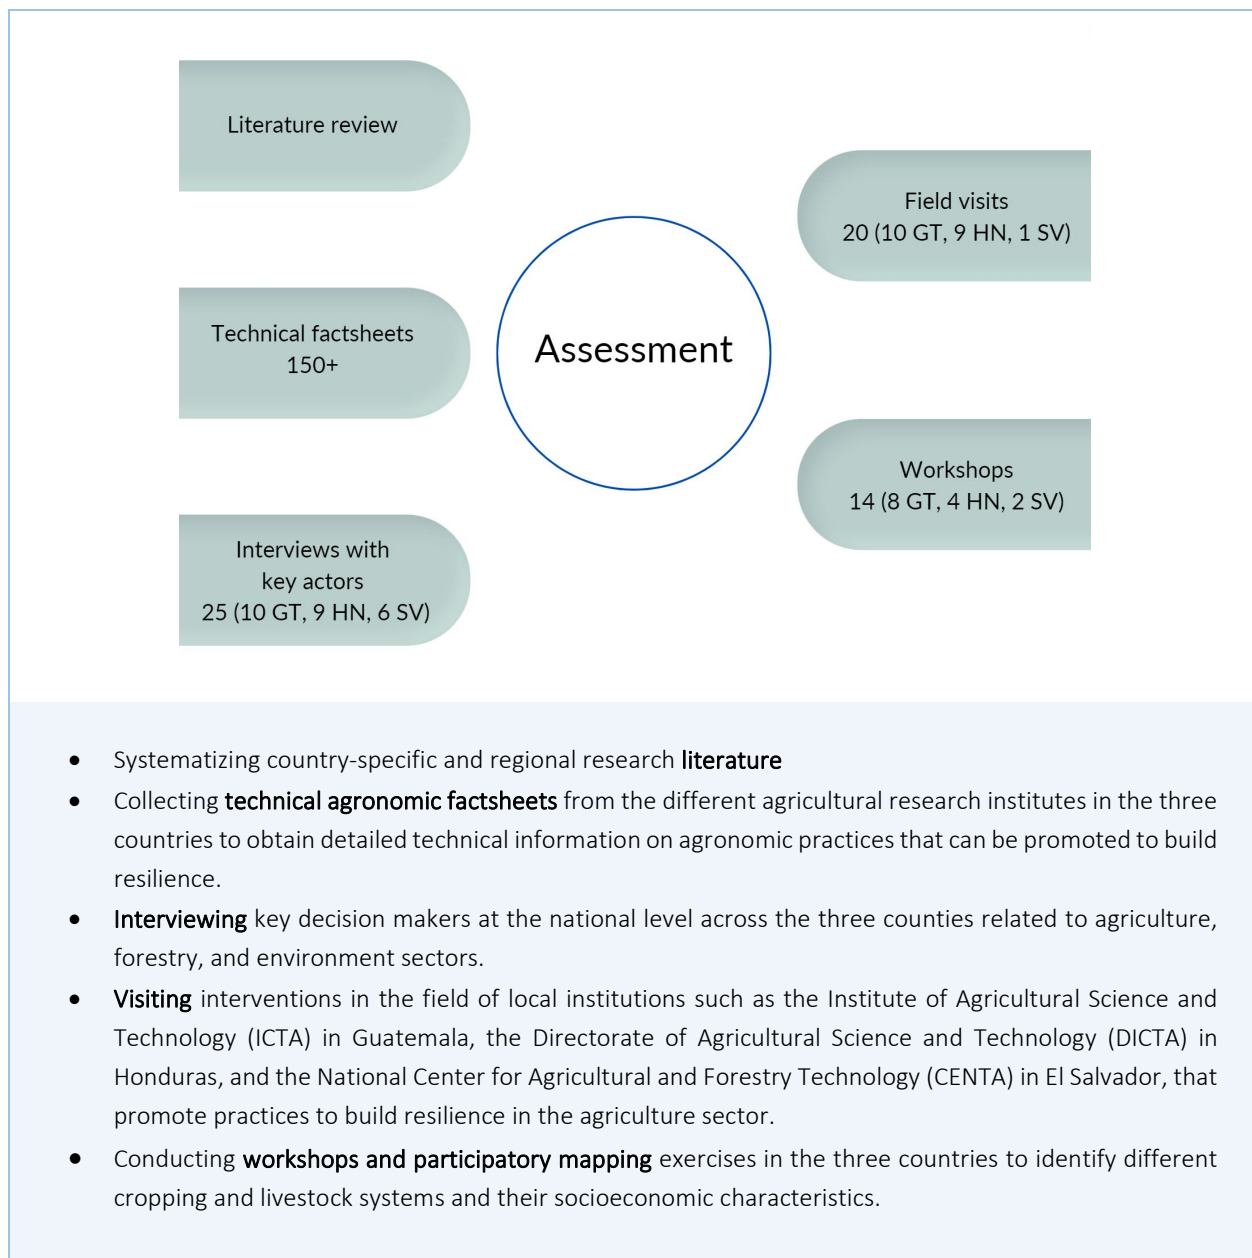 Literature review
Technical factsheets
150+
Interviews with
key actors
25 (10 GT, 9 HN, 6 SV)
Assessment
Field visits
20 (10 GT, 9 HN, 1 SV)
Workshops
14 (8 GT, 4 HN, 2 SV)
• Systematizing country-specific and regional research literature
• Collecting technical agronomic factsheets from the different agricultural research institutes in the three
countries to obtain detailed technical information on agronomic practices that can be promoted to build
resilience.
• Interviewing key decision makers at the national level across the three counties related to agriculture,
forestry, and environment sectors.
• Visiting interventions in the field of local institutions such as the Institute of Agricultural Science and
Technology (ICTA) in Guatemala, the Directorate of Agricultural Science and Technology (DICTA) in
Honduras, and the National Center for Agricultural and Forestry Technology (CENTA) in El Salvador, that
promote practices to build resilience in the agriculture sector.
• Conducting workshops and participatory mapping exercises in the three countries to identify different
cropping and livestock systems and their socioeconomic characteristics.